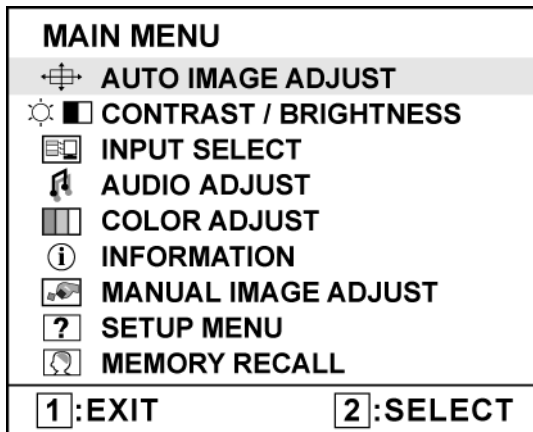 MAIN MENU
AUTO IMAGE ADJUST
CONTRAST / BRIGHTNESS
INPUT SELECT
AUDIO ADJUST
COLOR ADJUST
i INFORMATION
MANUAL IMAGE ADJUST
? SETUP MENU
MEMORY RECALL
1:EXIT 2:SELECT